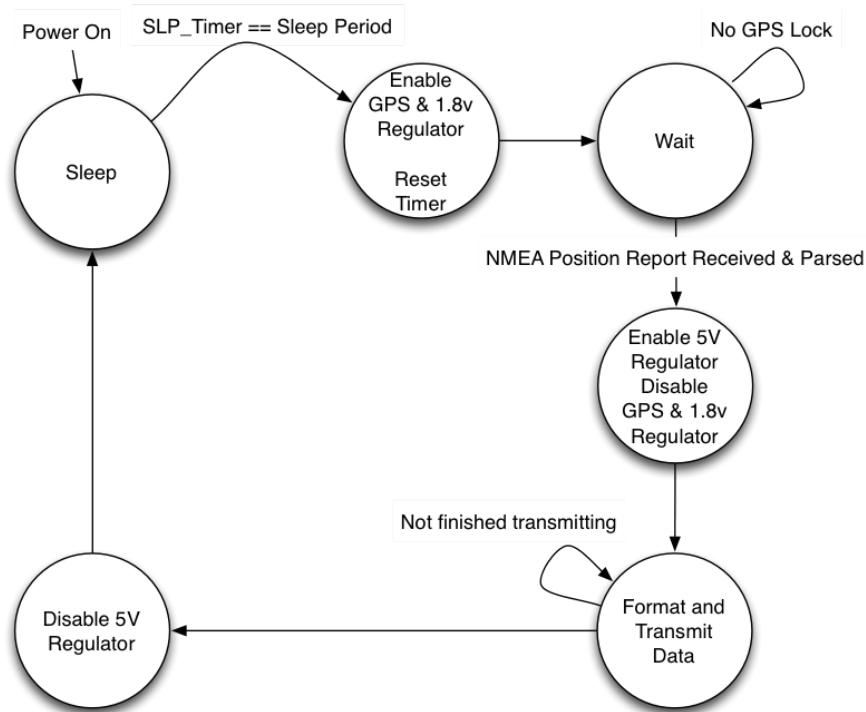 Power On
SLP_Timer == Sleep Period
No GPS Lock
Sleep
Enable
GPS & 1.8v
Regulator
Reset
Timer
Wait
NMEA Position Report Received & Parsed
Enable 5V
Regulator
Disable
GPS & 1.8v
Regulator
Not finished transmitting
Format and
Transmit
Data
Disable 5V
Regulator